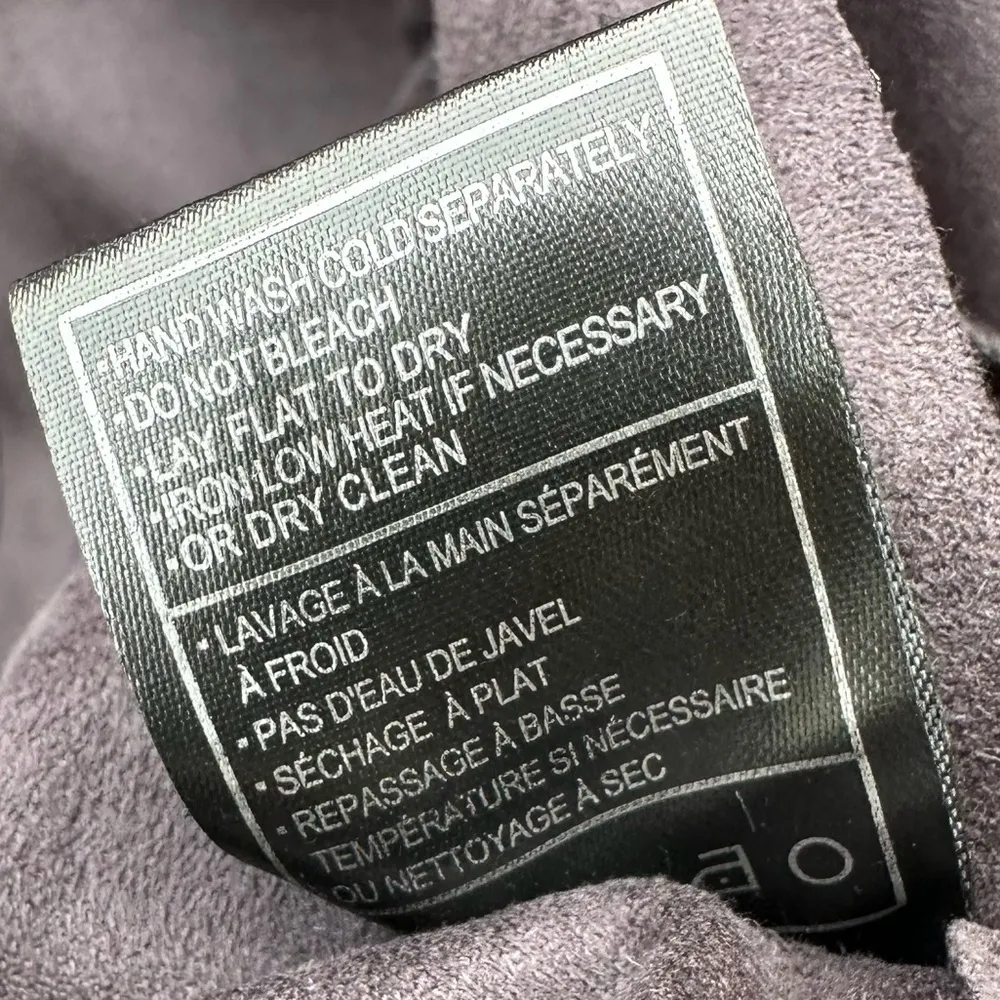 •HAND WASH COLD SEPARATELY
•DO NOT BLEACH
•LAY FLAT TO DRY
•IRON LOW HEAT IF NECESSARY
•OR DRY CLEAN
• LAVAGE À LA MAIN SÉPARÉMENT
À FROID
• PAS D'EAU DE JAVEL
• SÉCHAGE À PLAT
• REPASSAGE À BASSE
TEMPÉRATURE SI NÉCESSAIRE
OU NETTOYAGE À SEC